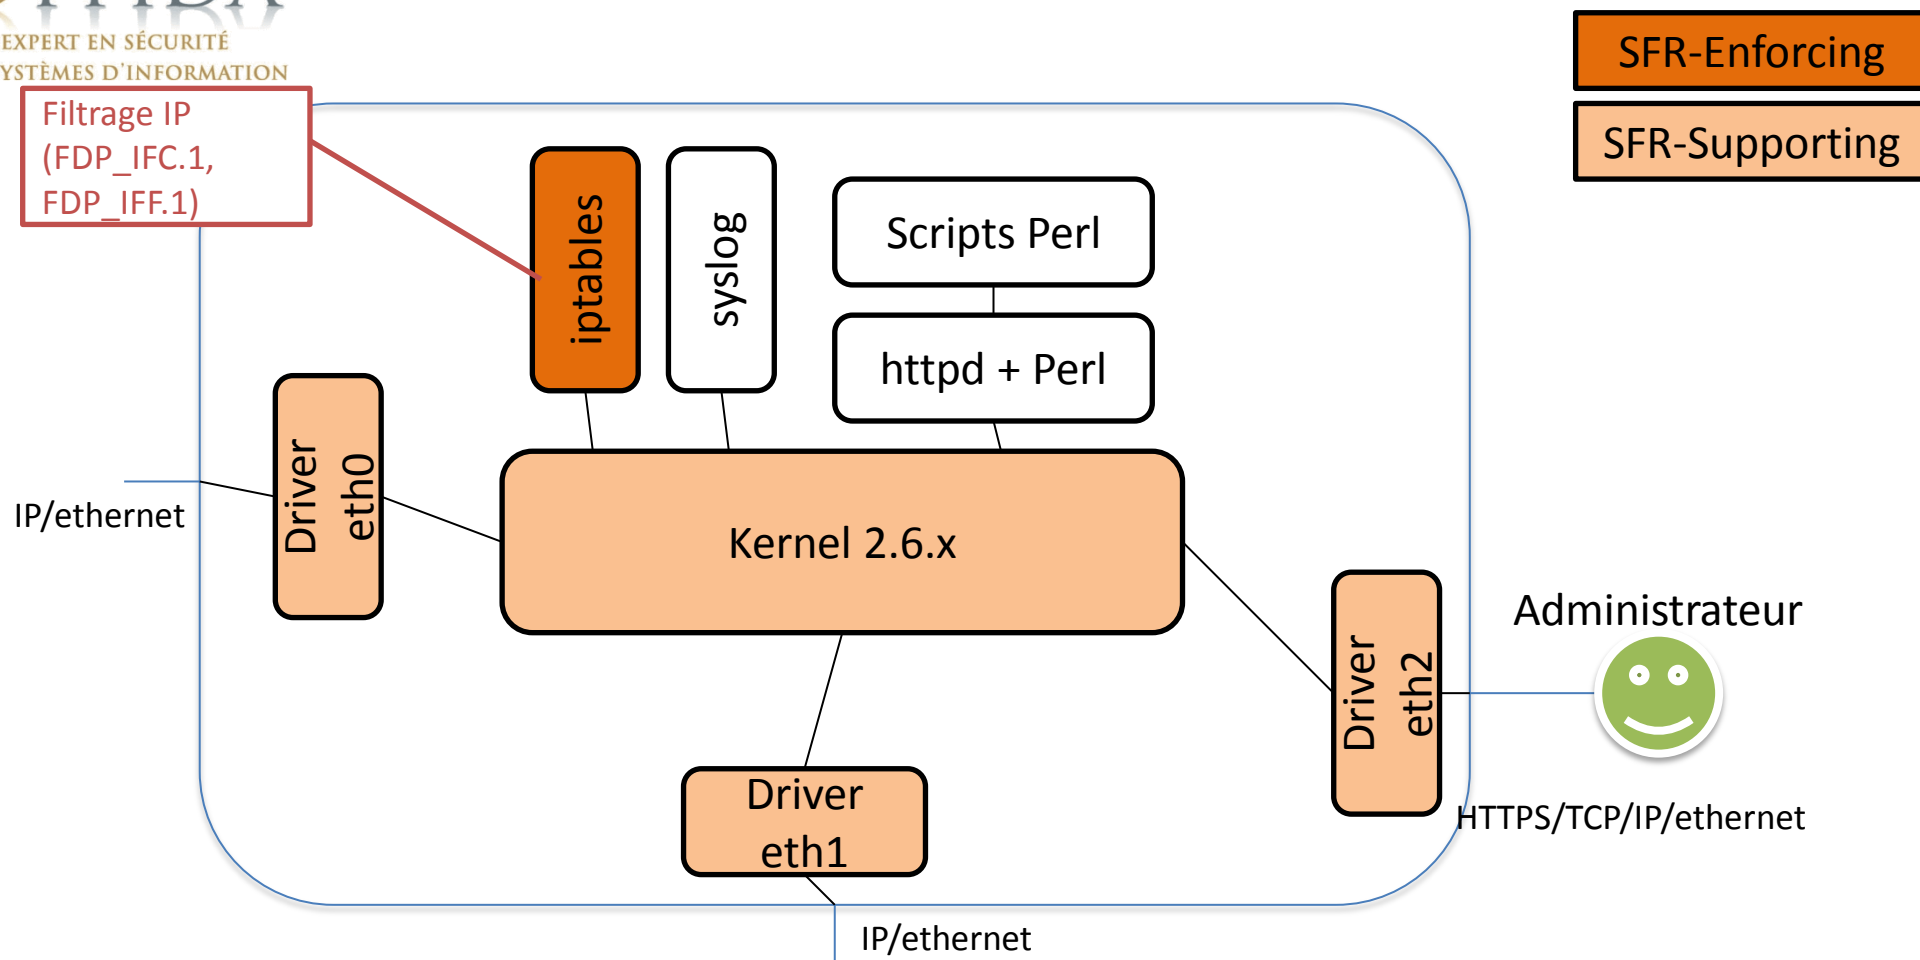 EXPERT EN SÉCURITÉ
YSTÈMES D'INFORMATION
SFR-Enforcing
SFR-Supporting
Filtrage IP
(FDP_IFC.1,
FDP_IFF.1)
iptables
syslog
Scripts Perl
httpd + Perl
Driver
eth0
IP/ethernet
Kernel 2.6.x
Administrateur
Driver
eth2
HTTPS/TCP/IP/ethernet
Driver
eth1
IP/ethernet